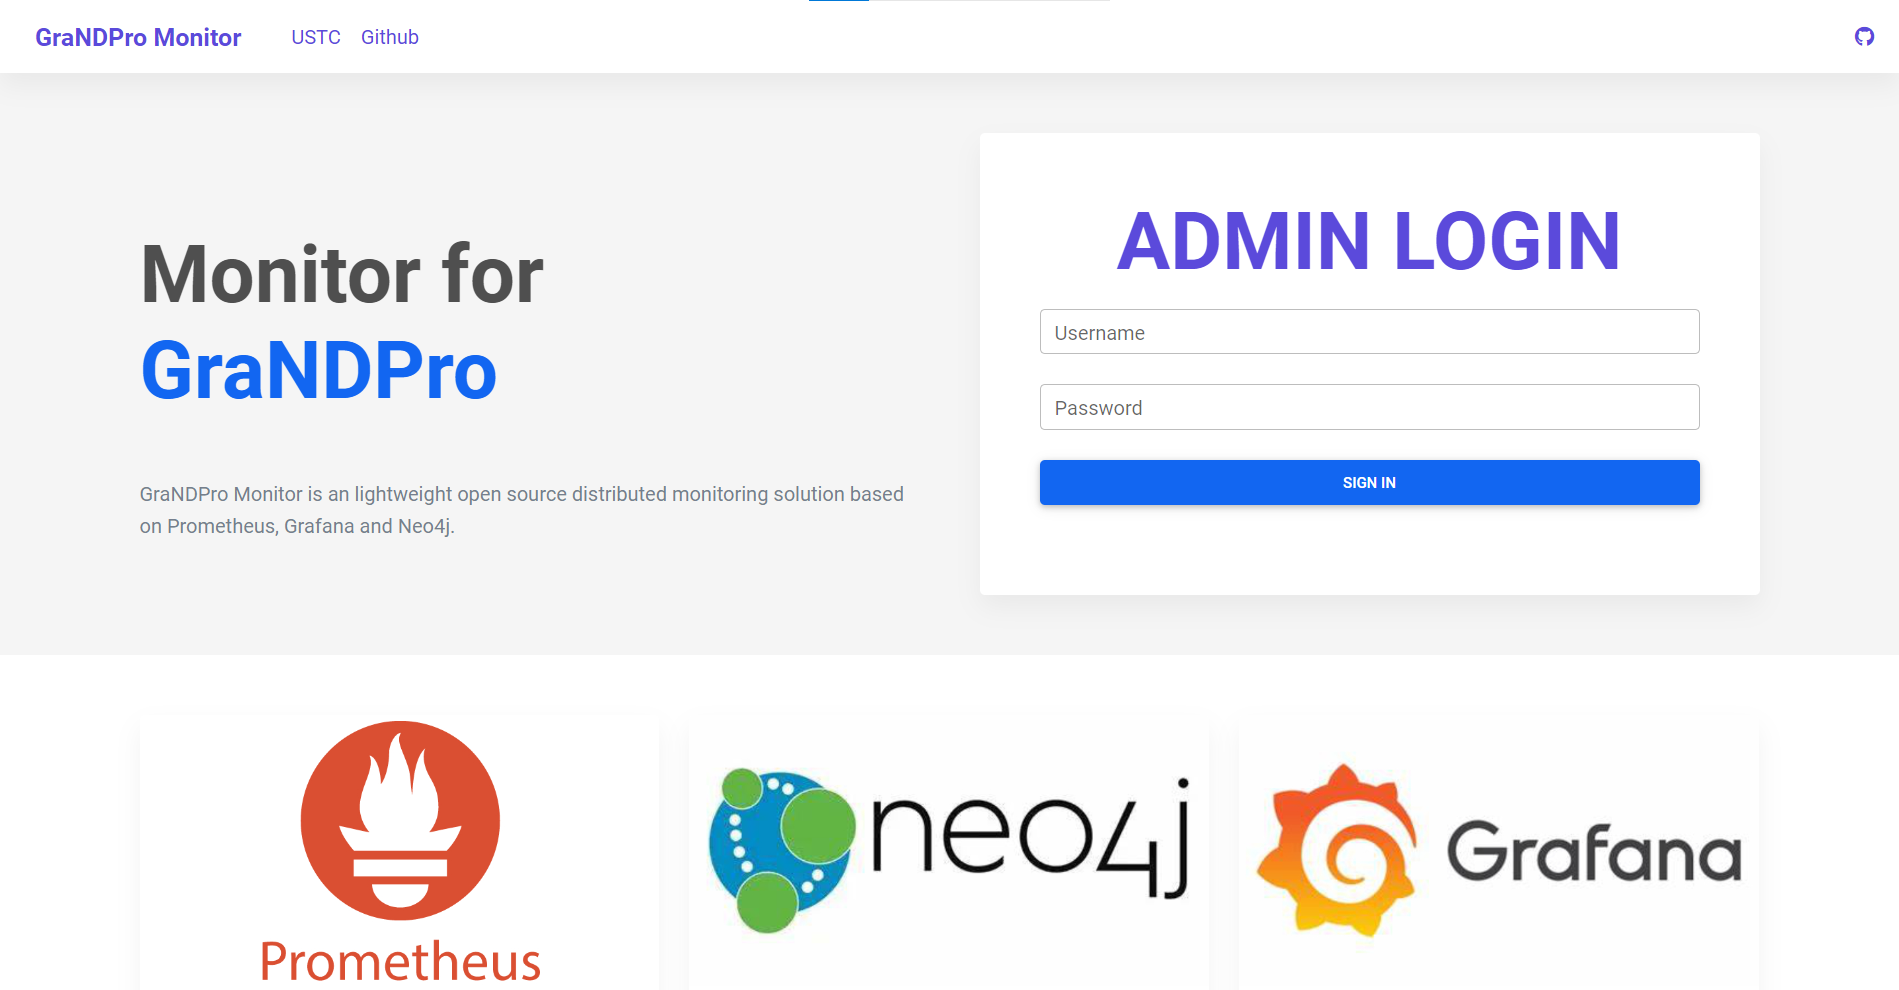 GraNDPro Monitor
USTC
Github
Monitor for
GraNDPro
GraNDPro Monitor is an lightweight open source distributed monitoring solution based
on Prometheus, Grafana and Neo4j.
ADMIN LOGIN
Username
Password
SIGN IN
Prometheus
neo4j
Grafana